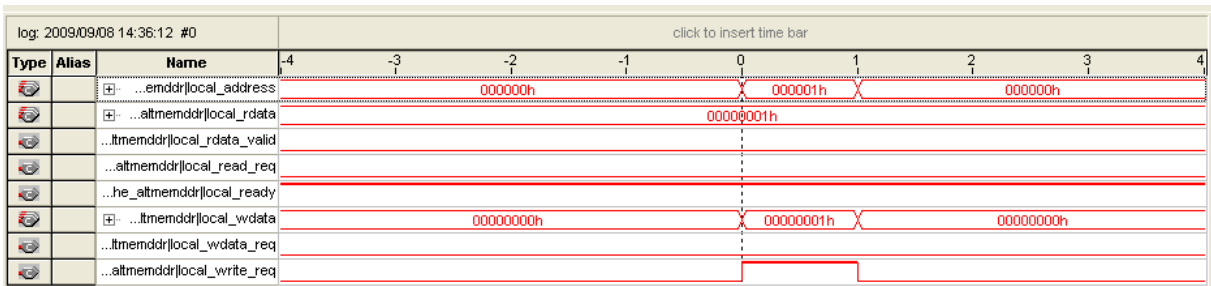 log: 2009/09/08 14:36:12 #0 click to insert time bar
Type Alias Name -4 -3 -2 -1 0 1 2 3 4
...emddr|local_address 000000h 000001h 000000h
...altmemddr|local_rdata 00000001h
...ltmemddr|local_rdata_valid
...altmemddr|local_read_req
...he_altmemddr|local_ready
...ltmemddr|local_wdata 00000000h 00000001h 00000000h
...ltmemddr|local_wdata_req
...altmemddr|local_write_req